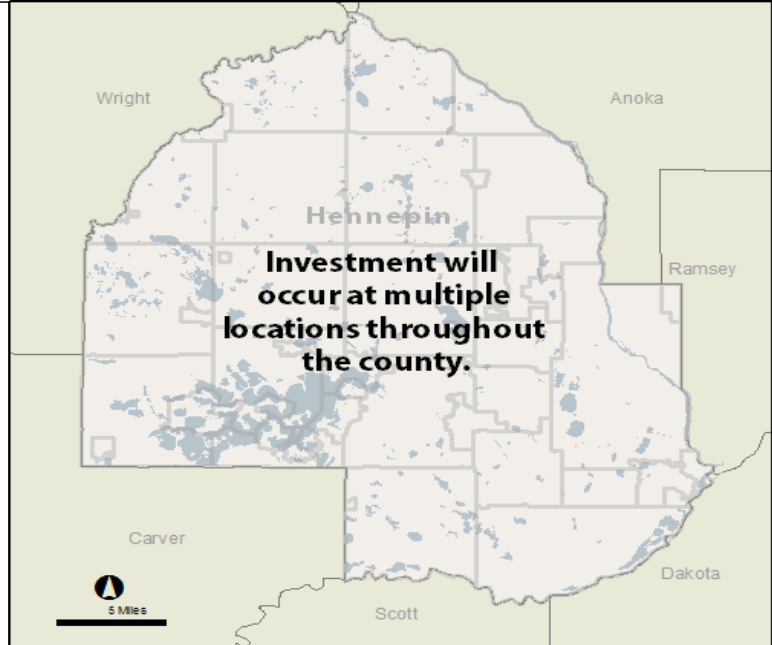 Wright
Anoka
Hennepin
Investment will
occur at multiple
locations throughout
the county.
Ramsey
Carver
Dakota
5 Miles
Scott